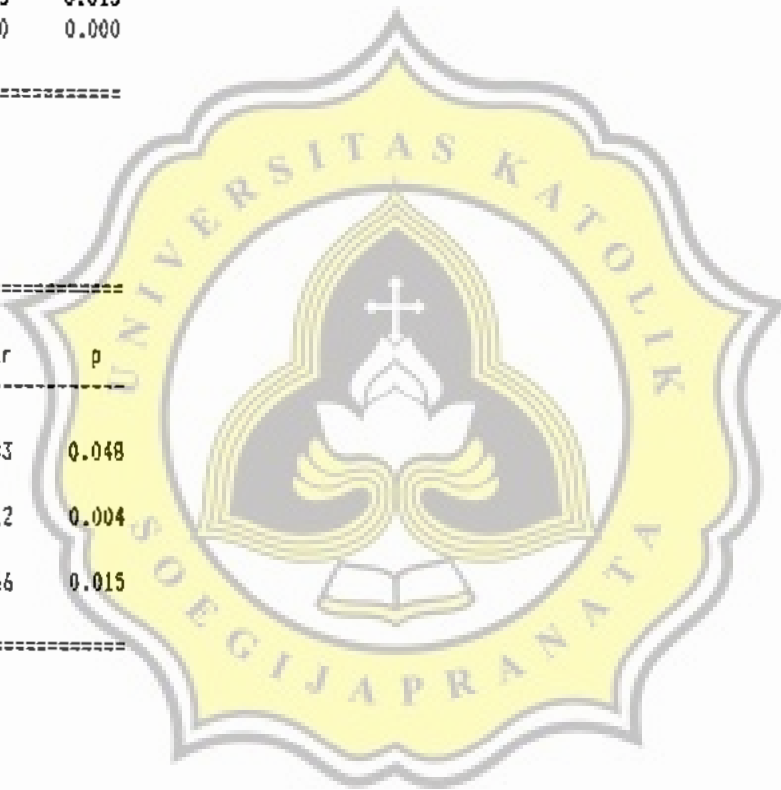 0.000
============
UNIVERSITAS KATOLIK
============
r p
------------
0.048
0.004
0.015
============
SOEGIJAPRANATA